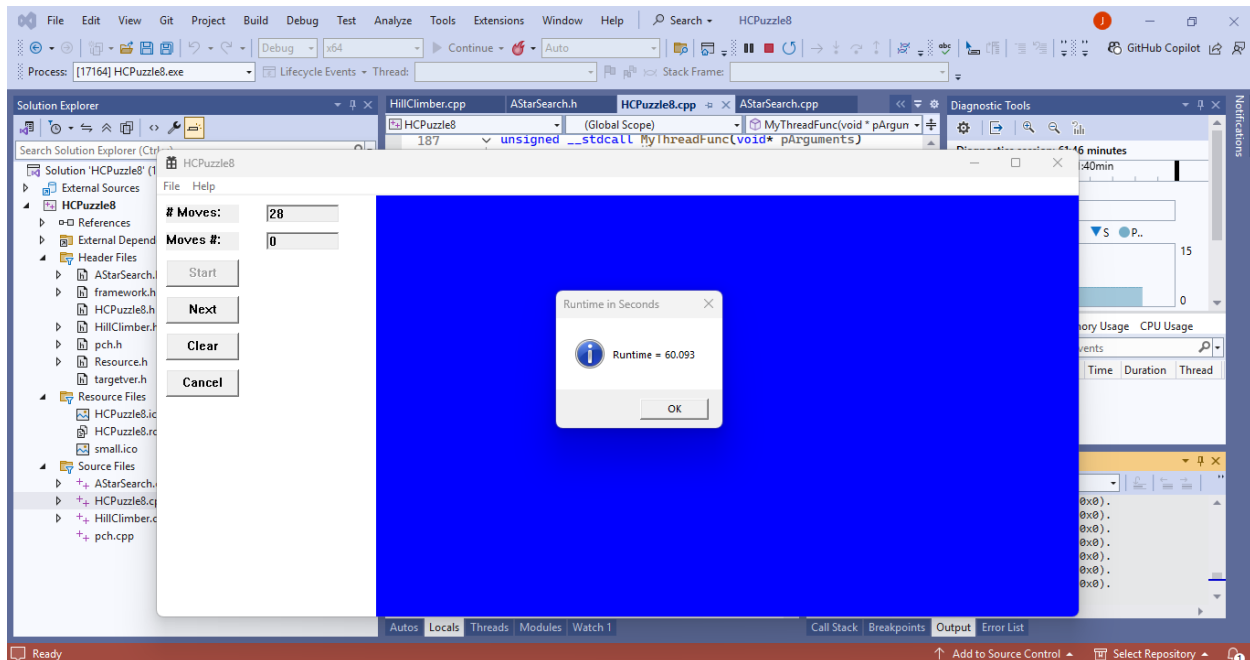 File Edit View Git Project Build Debug Test Analyze Tools Extensions Window Help Search HCPuzzle8 J
Debug x64 Continue Auto GitHub Copilot
Process: [17164] HCPuzzle8.exe Lifecycle Events Thread: Stack Frame:
Solution Explorer
Search Solution Explorer
Solution 'HCPuzzle8' (1
External Sources
HCPuzzle8
References
External Depend
Header Files
AStarSearch.
framework.h
HCPuzzle8.h
HillClimber.h
pch.h
Resource.h
targetver.h
Resource Files
HCPuzzle8.ic
HCPuzzle8.rc
small.ico
Source Files
AStarSearch.
HCPuzzle8.c
HillClimber.c
pch.cpp
HillClimber.cpp AStarSearch.h HCPuzzle8.cpp AStarSearch.cpp
HCPuzzle8 (Global Scope) MyThreadFunc(void * pArgum
187 unsigned __stdcall MyThreadFunc(void* pArguments)
HCPuzzle8
File Help
# Moves: 28
Moves #: 0
Start
Next
Clear
Cancel
Runtime in Seconds
Runtime = 60.093
OK
Diagnostic Tools
minutes
:40min
S P..
15
0
ory Usage CPU Usage
vents
Time Duration Thread
0x0).
0x0).
0x0).
0x0).
0x0).
0x0).
0x0).
Notifications
Autos Locals Threads Modules Watch 1
Call Stack Breakpoints Output Error List
Ready Add to Source Control Select Repository 1